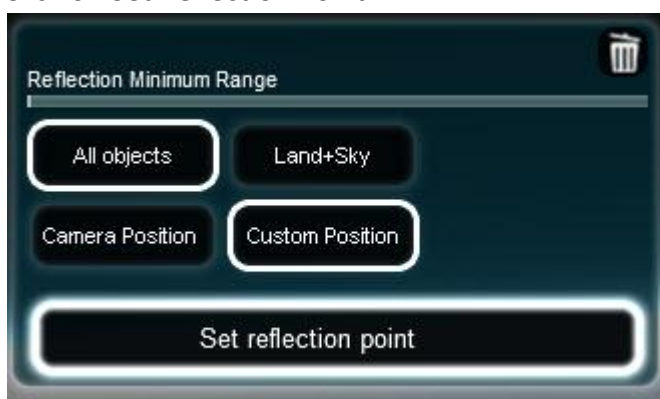 Reflection Minimum Range
All objects
Land+Sky
Camera Position
Custom Position
Set reflection point